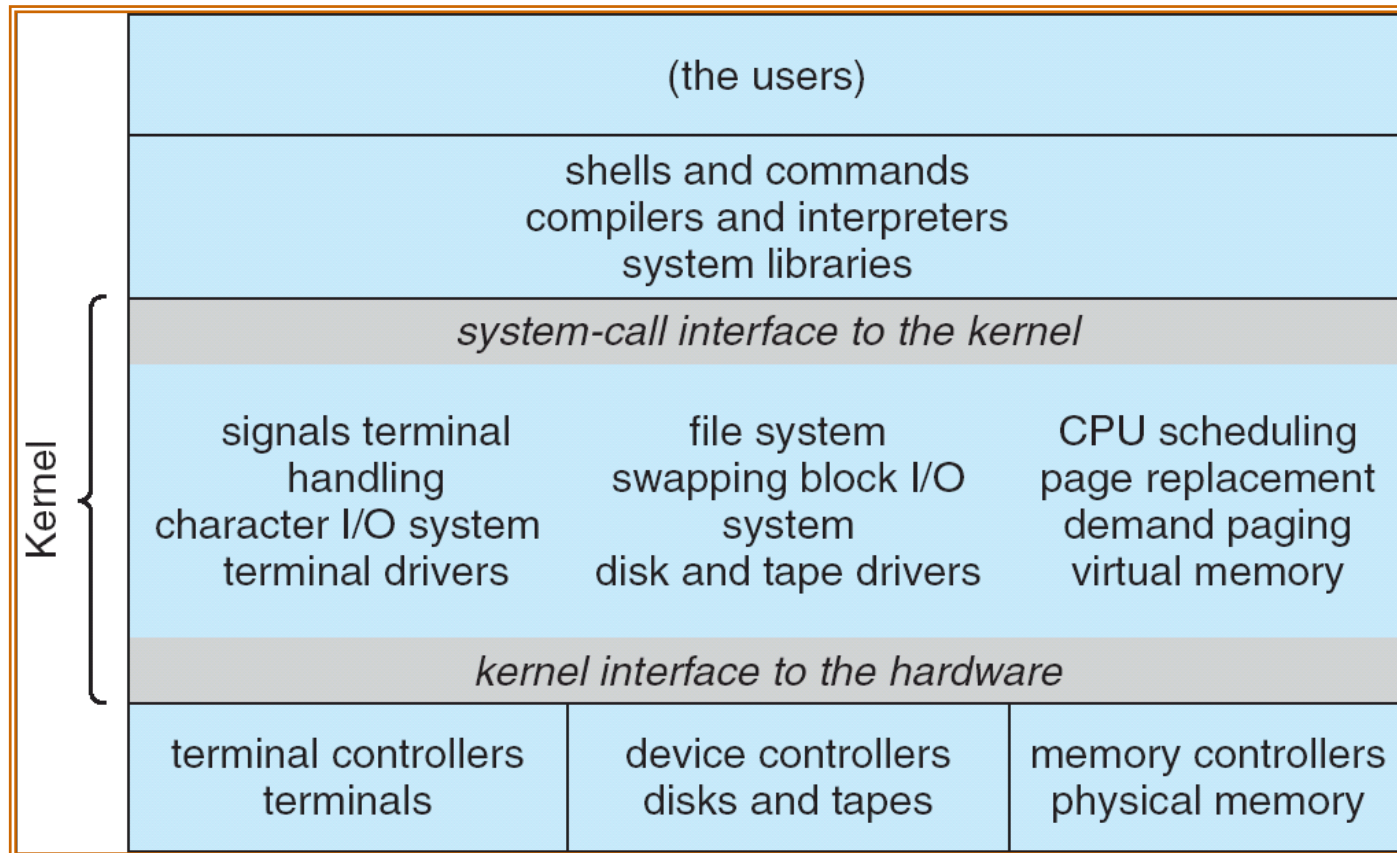 (the users)
shells and commands
compilers and interpreters
system libraries
system-call interface to the kernel
Kernel
signals terminal
handling
character I/O system
terminal drivers
file system
swapping block I/O
system
disk and tape drivers
CPU scheduling
page replacement
demand paging
virtual memory
kernel interface to the hardware
terminal controllers
terminals
device controllers
disks and tapes
memory controllers
physical memory